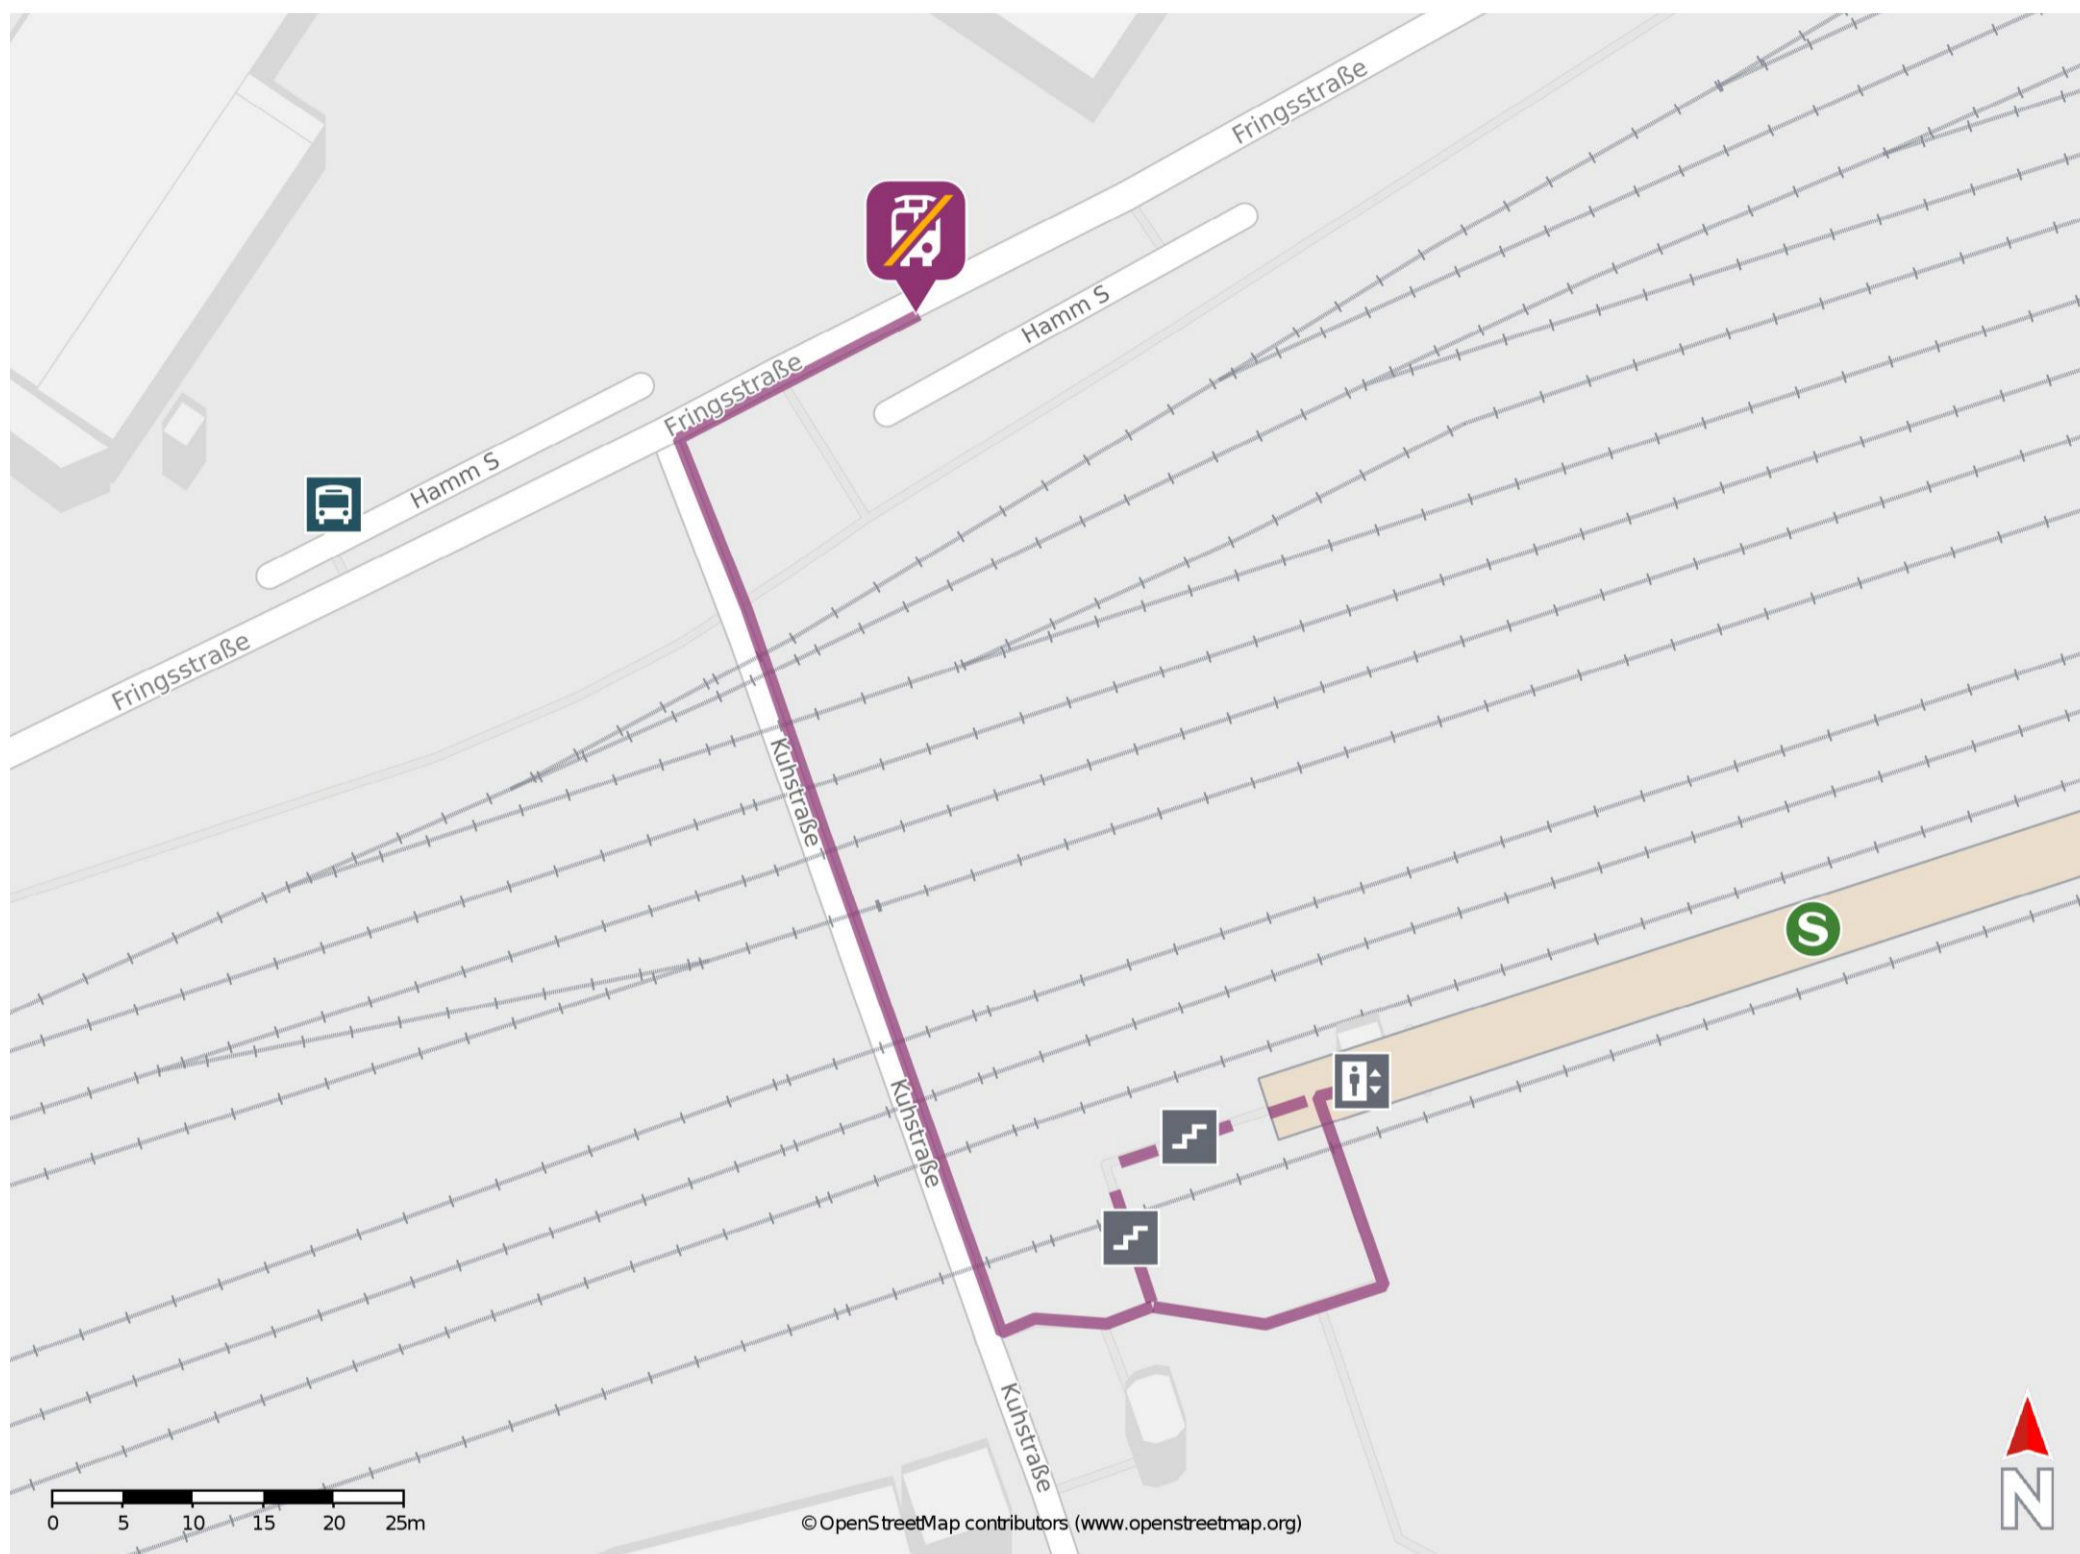 Fringsstraße
Hamm S
Fringsstraße
Hamm S
Fringsstraße
Kuhstraße
S
Kuhstraße
Kuhstraße
0 5 10 15 20 25m
©OpenStreetMap contributors (www.openstreetmap.org)
N